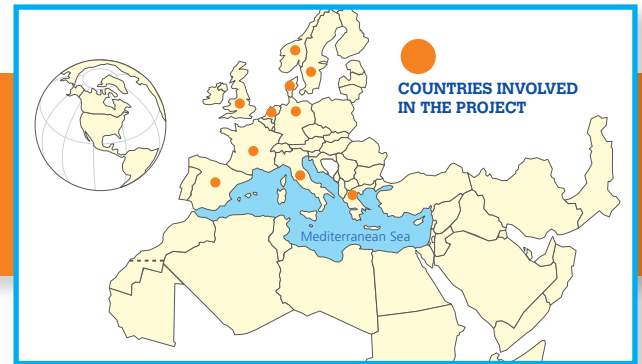 COUNTRIES INVOLVED
IN THE PROJECT
Mediterranean Sea